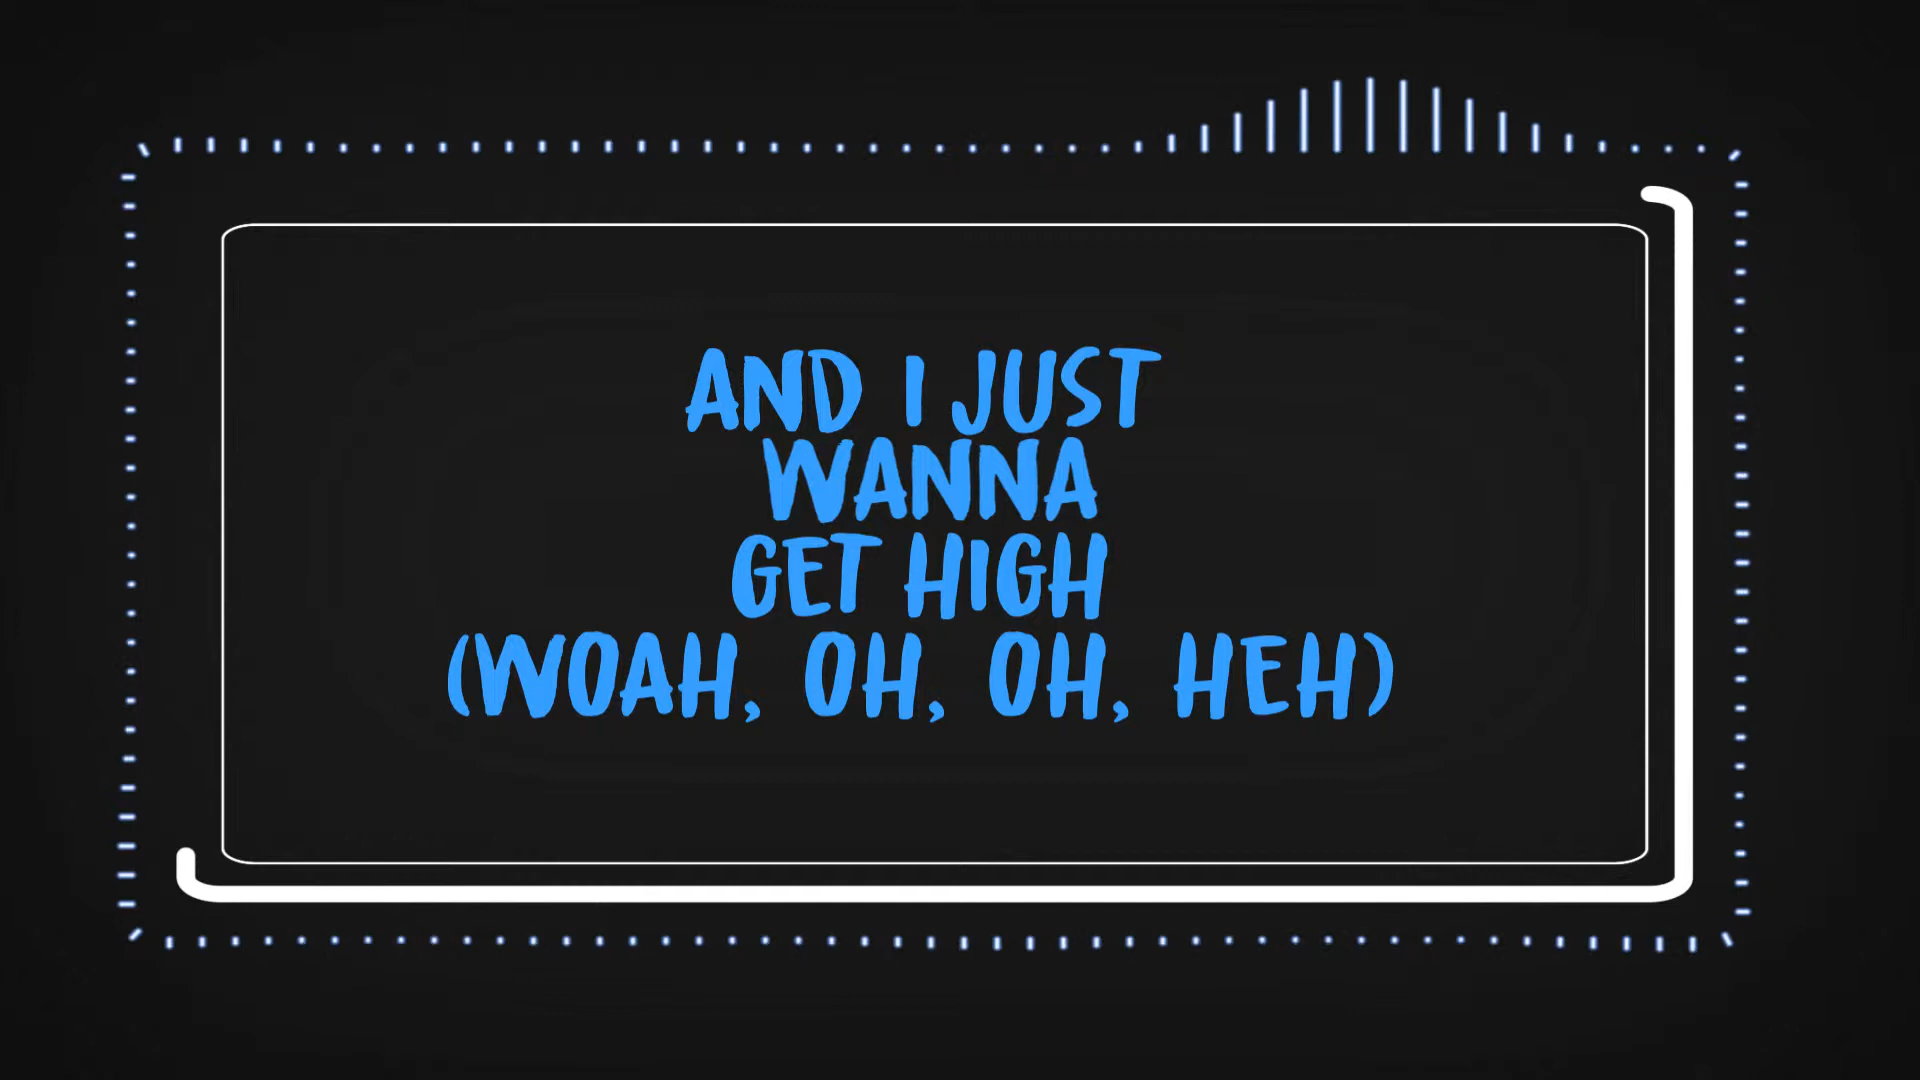 AND I JUST
WANNA
GET HIGH
(WOAH, OH, OH, HEH)